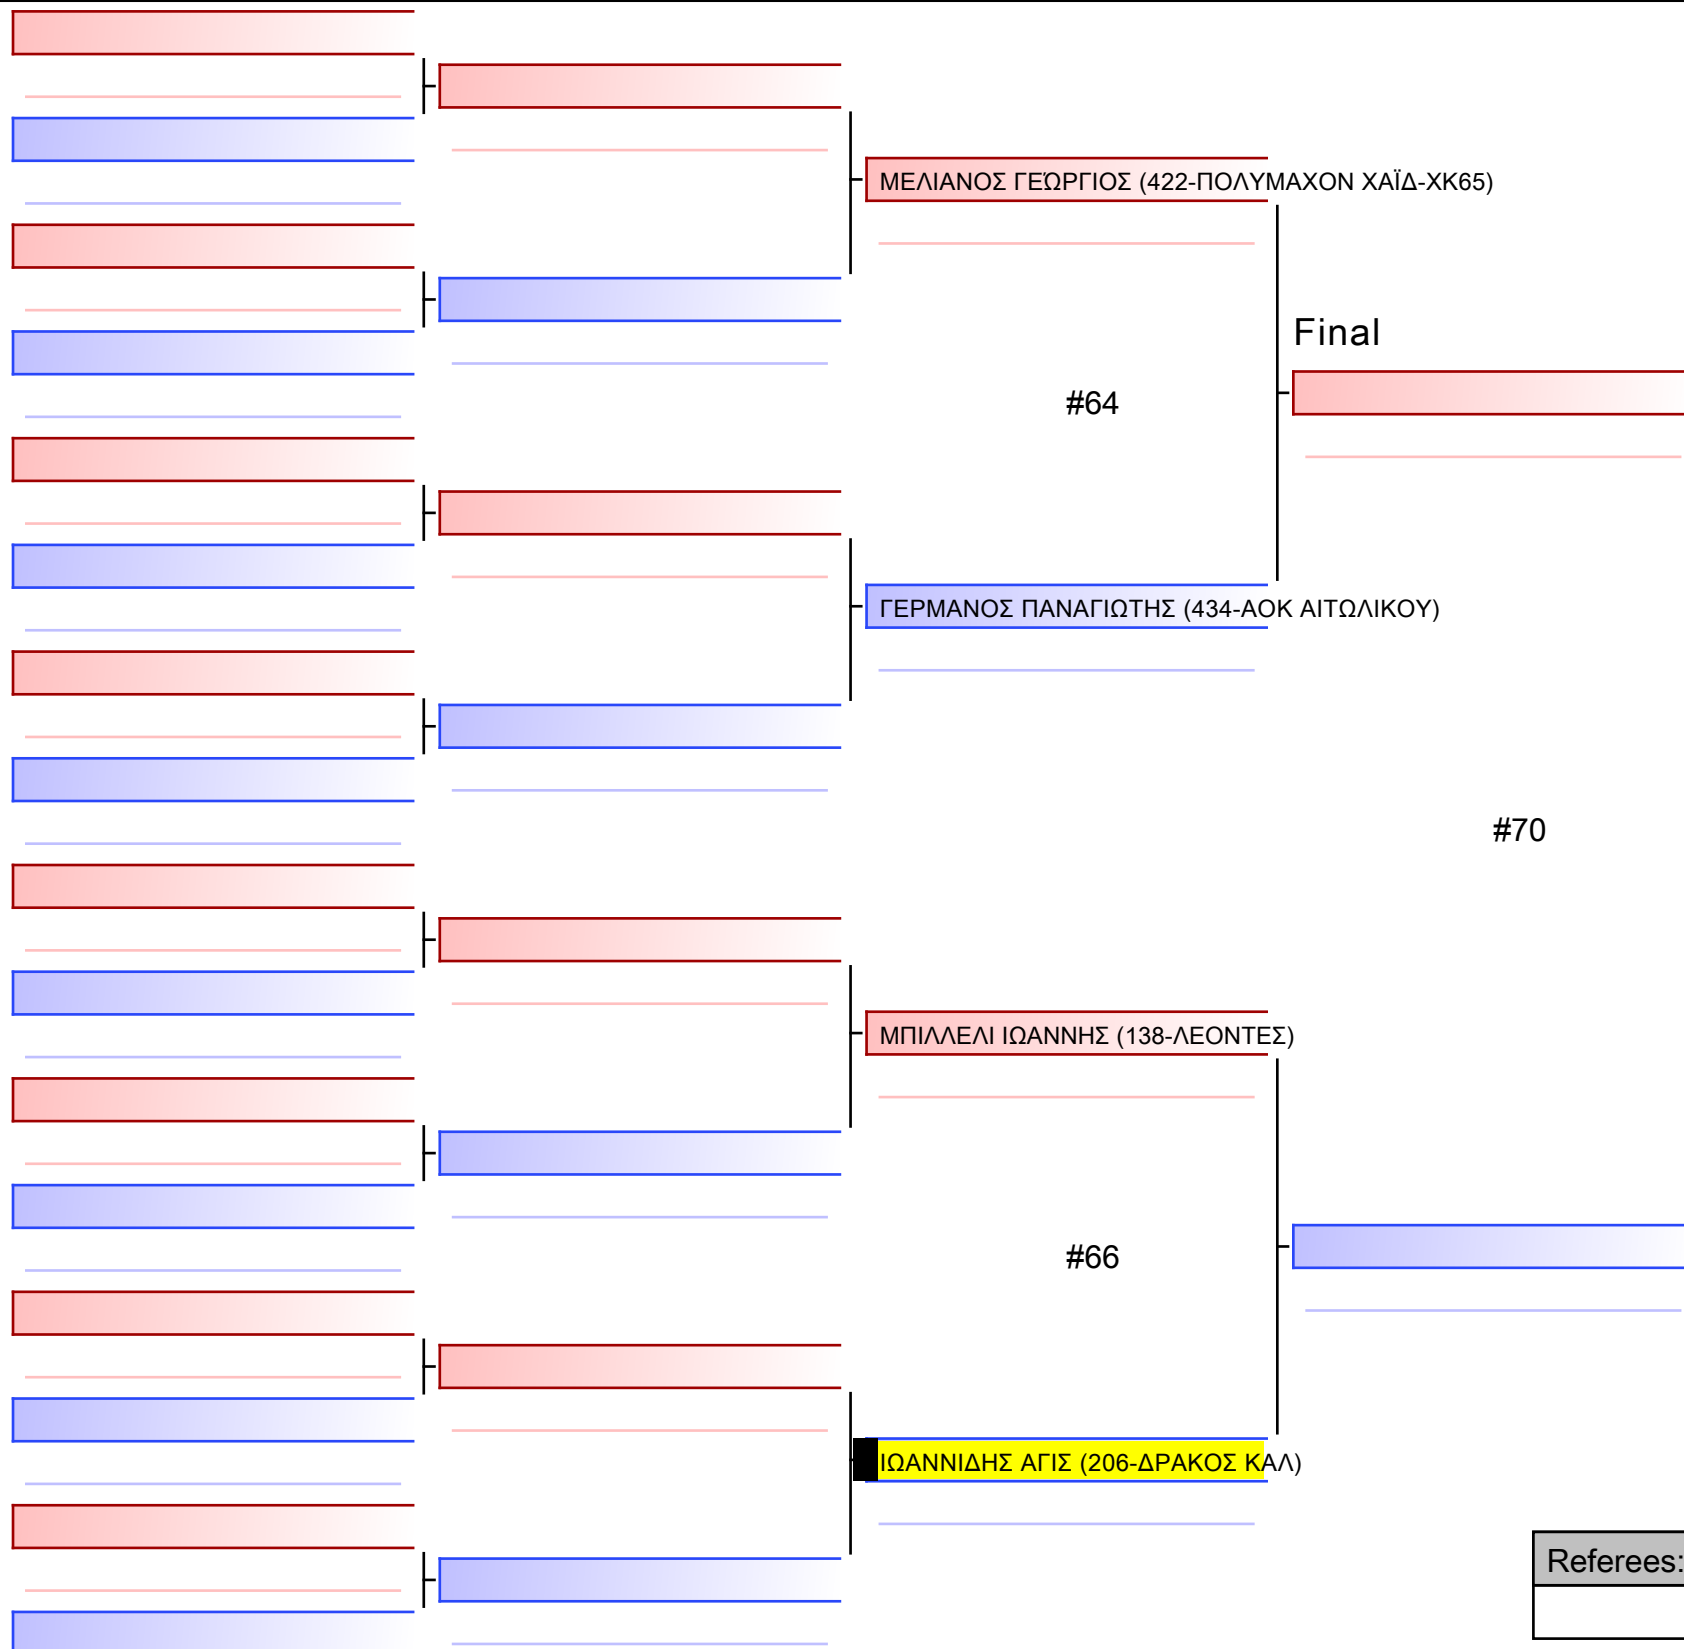 ΜΕΛΙΑΝΟΣ ΓΕΏΡΓΙΟΣ (422-ΠΟΛΥΜΑΧΟΝ ΧΑΪΔ-ΧΚ65)
Final
#64
ΓΕΡΜΑΝΟΣ ΠΑΝΑΓΙΩΤΗΣ (434-ΑΟΚ ΑΙΤΩΛΙΚΟΥ)
#70
ΜΠΙΛΛΕΛΙ ΙΩΑΝΝΗΣ (138-ΛΕΟΝΤΕΣ)
#66
ΙΩΑΝΝΙΔΗΣ ΑΓΙΣ (206-ΔΡΑΚΟΣ ΚΑΛ)
Referees: